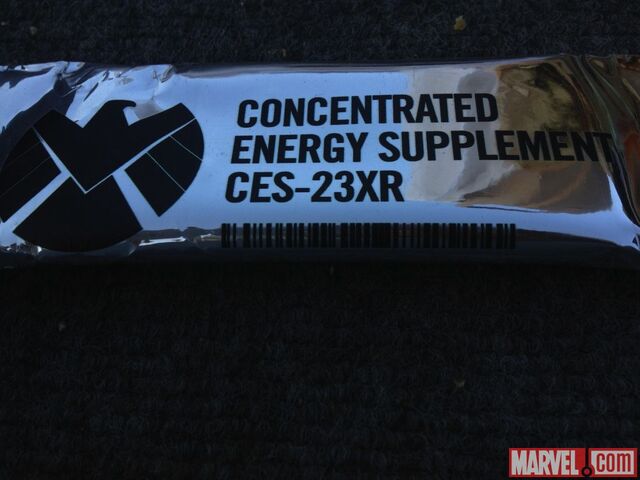 CONCENTRATED
ENERGY SUPPLEMENT
CES-23XR
MARVEL.com